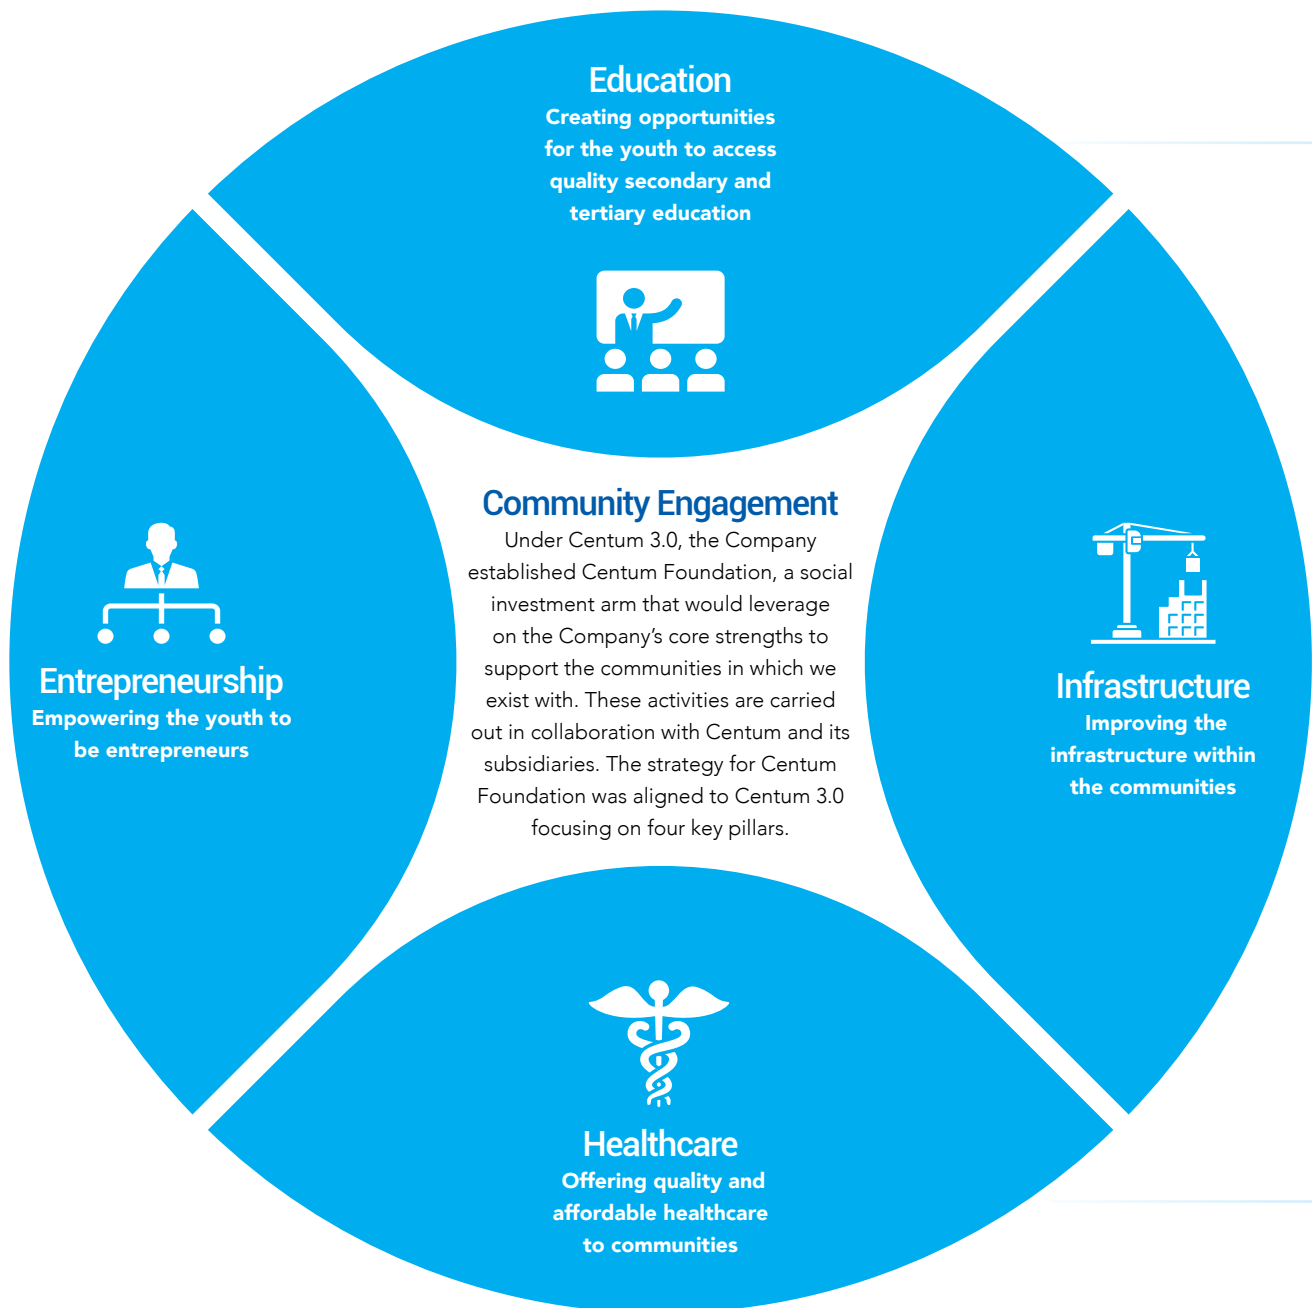 Education
Creating opportunities
for the youth to access
quality secondary and
tertiary education
Community Engagement
Under Centum 3.0, the Company
established Centum Foundation, a social
investment arm that would leverage
on the Company’s core strengths to
support the communities in which we
exist with. These activities are carried
out in collaboration with Centum and its
subsidiaries. The strategy for Centum
Foundation was aligned to Centum 3.0
focusing on four key pillars.
Entrepreneurship
Empowering the youth to
be entrepreneurs
Infrastructure
Improving the
infrastructure within
the communities
Healthcare
Offering quality and
affordable healthcare
to communities